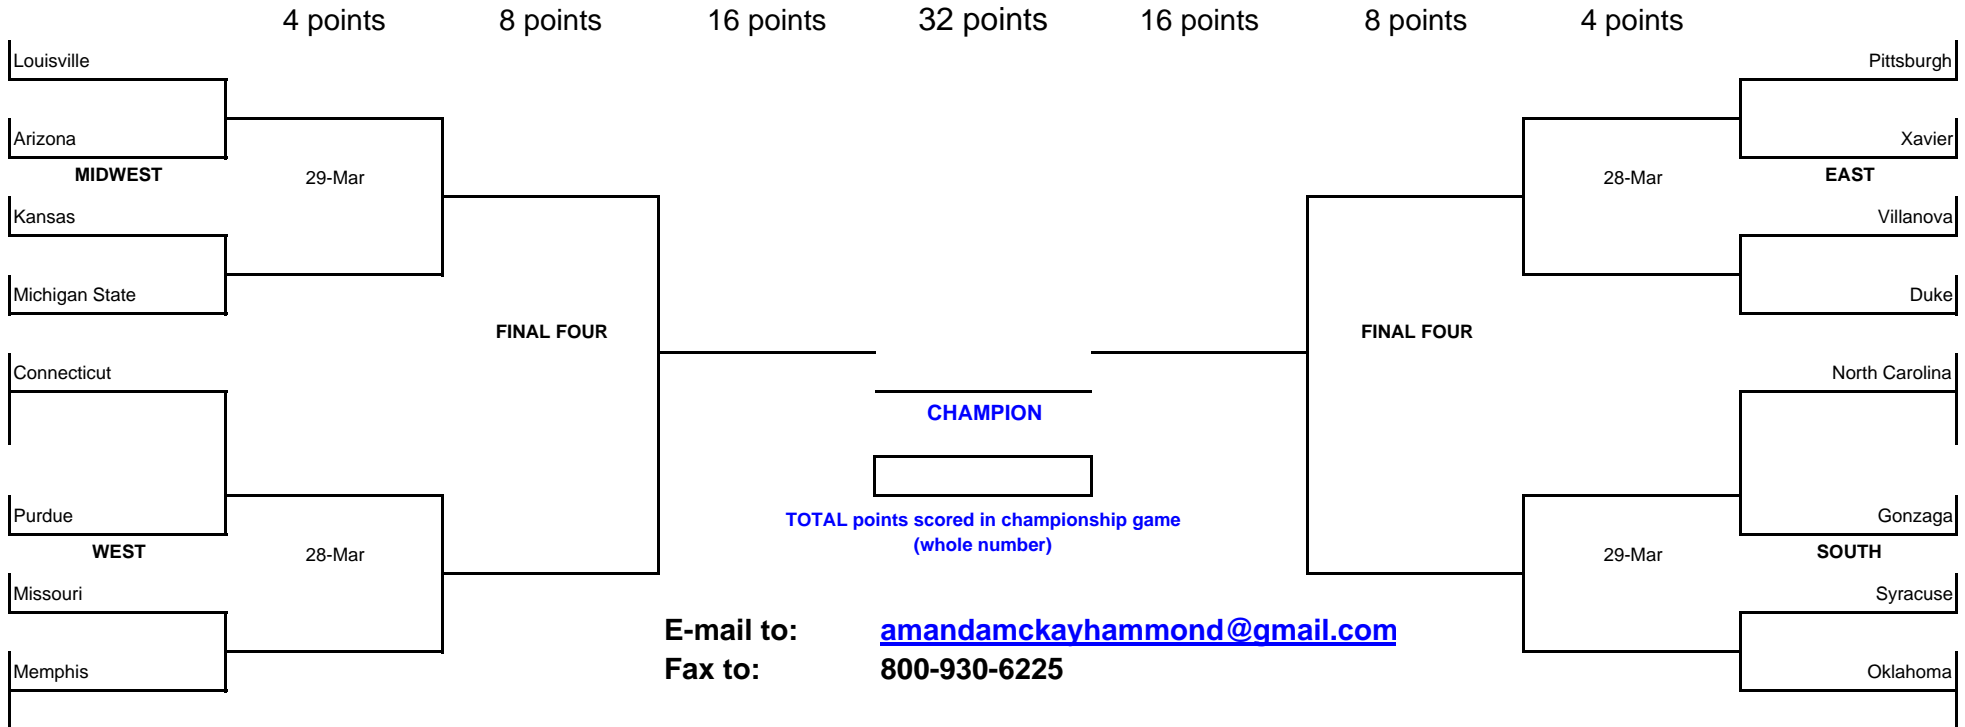 4 points 8 points 16 points 32 points 16 points 8 points 4 points
Louisville Pittsburgh
Arizona Xavier
MIDWEST 29-Mar 28-Mar EAST
Kansas Villanova
Michigan State Duke
FINAL FOUR FINAL FOUR
Connecticut North Carolina
CHAMPION
Purdue Gonzaga
TOTAL points scored in championship game
(whole number)
WEST 28-Mar 29-Mar SOUTH
Missouri Syracuse
E-mail to: amandamckayhammond@gmail.com
Memphis Oklahoma
Fax to: 800-930-6225